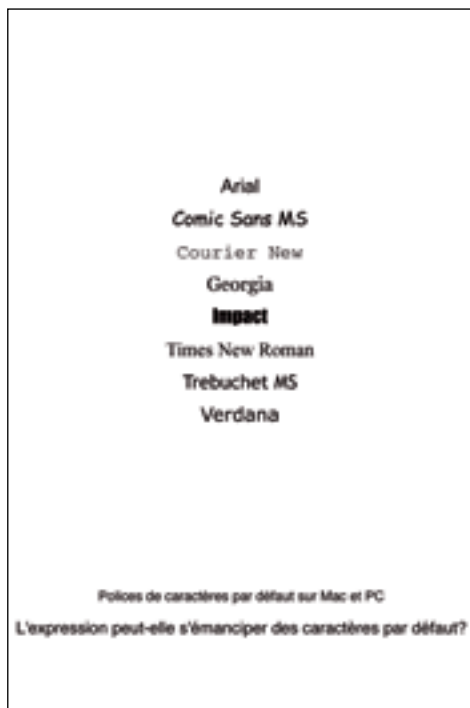 Arial
Comic Sans MS
Courier New
Georgia
Impact
Times New Roman
Trebuchet MS
Verdana
Polices de caractères par défaut sur Mac et PC
L'expression peut-elle s'émanciper des caractères par défaut?